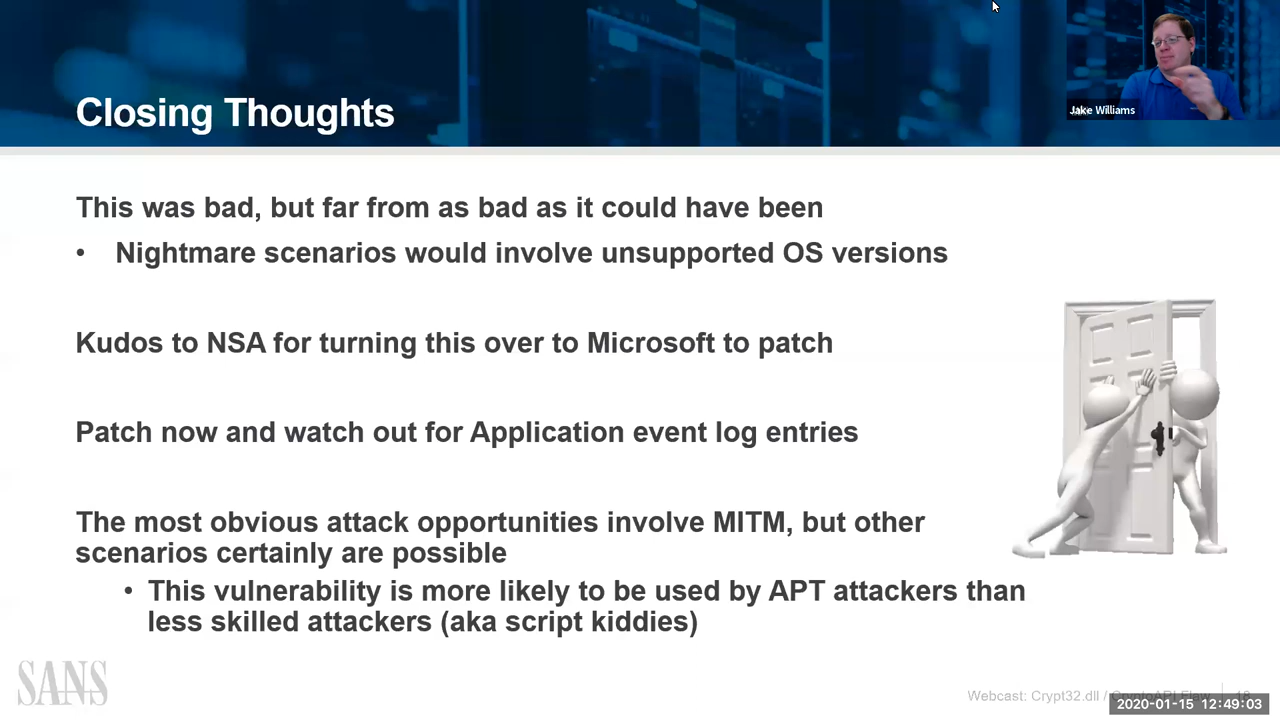 Jake Williams
Closing Thoughts
This was bad, but far from as bad as it could have been
• Nightmare scenarios would involve unsupported OS versions
Kudos to NSA for turning this over to Microsoft to patch
Patch now and watch out for Application event log entries
The most obvious attack opportunities involve MITM, but other
scenarios certainly are possible
• This vulnerability is more likely to be used by APT attackers than
less skilled attackers (aka script kiddies)
SANS
Webcast: Crypt32.dll / CryptoAPI Flaw
2020-01-15 12:49:03